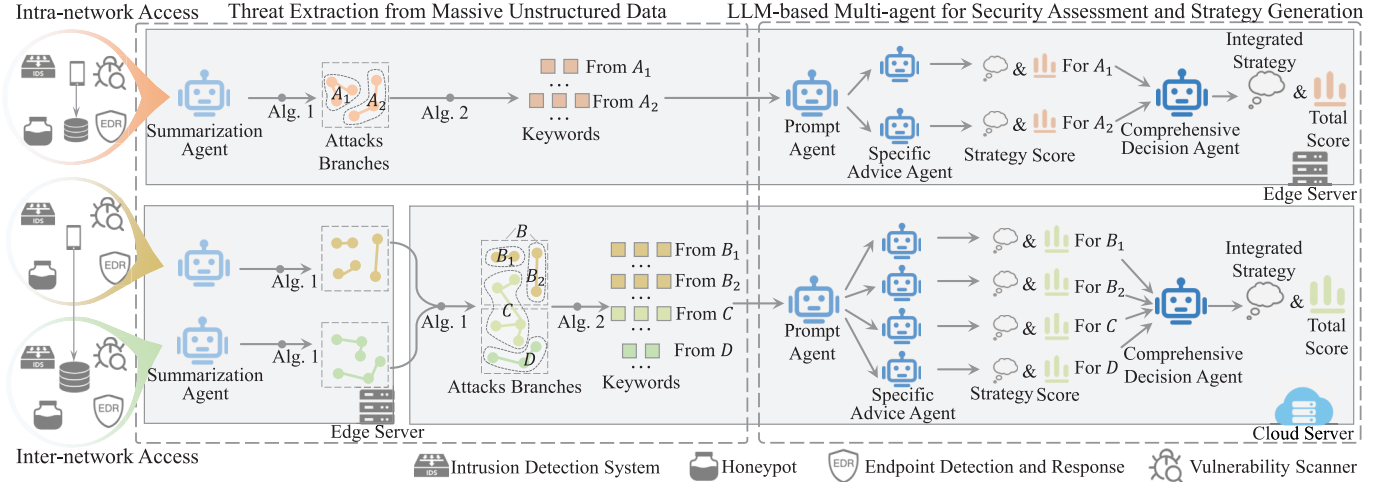 Intra-network Access
Threat Extraction from Massive Unstructured Data
LLM-based Multi-agent for Security Assessment and Strategy Generation
IDS
EDR
Summarization
Agent
Alg. 1
A1
A2
Attacks
Branches
Alg. 2
From A1
...
From A2
...
Keywords
Prompt
Agent
Specific
Advice Agent
& For A1
& For A2
Strategy Score
Comprehensive
Decision Agent
Integrated
Strategy
&
Total
Score
Edge Server
IDS
EDR
Alg. 1
IDS
EDR
Summarization
Agent
Alg. 1
Edge Server
Alg. 1
B
B1
B2
C
D
Attacks Branches
Alg. 2
From B1
...
From B2
...
From C
...
From D
...
Keywords
Prompt
Agent
Specific
Advice Agent
& For B1
& For B2
& For C
& For D
Strategy Score
Comprehensive
Decision Agent
Integrated
Strategy
&
Total
Score
Cloud Server
Inter-network Access
IDS
Intrusion Detection System
Honeypot
EDR
Endpoint Detection and Response
Vulnerability Scanner